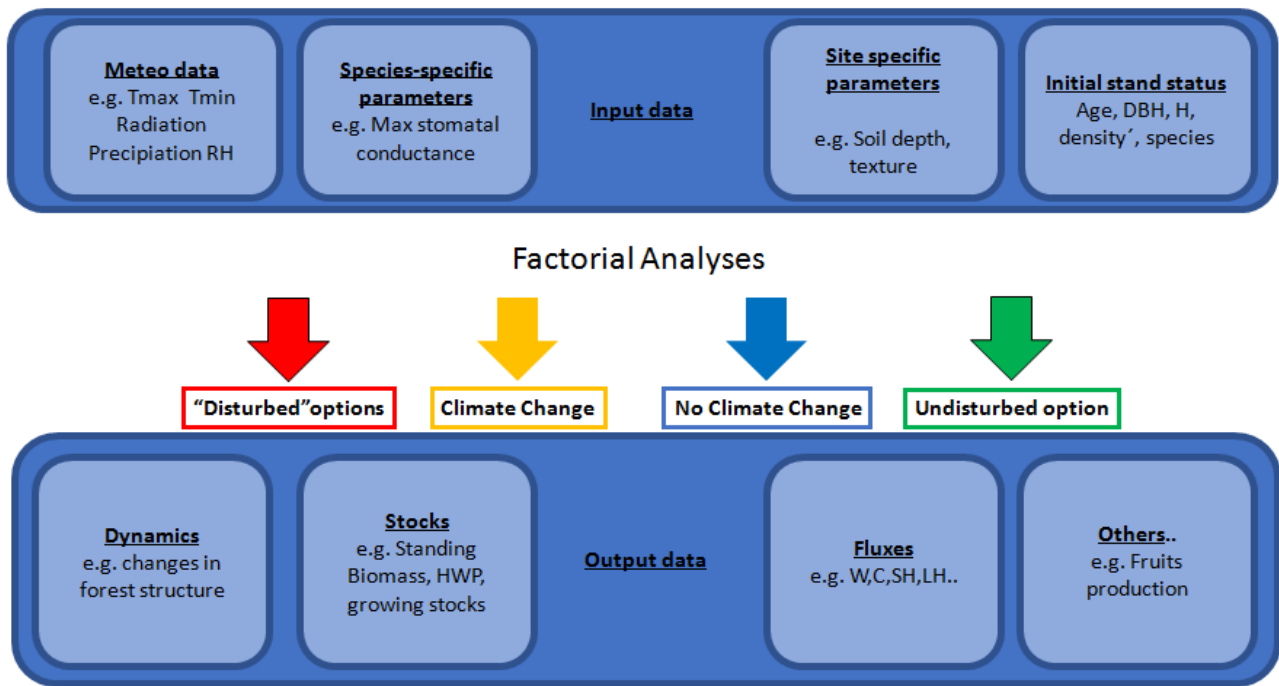 Meteo data
e.g. Tmax Tmin
Radiation
Precipiation RH
Species-specific
parameters
e.g. Max stomatal
conductance
Input data
Site specific
parameters
e.g. Soil depth,
texture
Initial stand status
Age, DBH, H,
density´, species
Factorial Analyses
“Disturbed”options
Climate Change
No Climate Change
Undisturbed option
Dynamics
e.g. changes in
forest structure
Stocks
e.g. Standing
Biomass, HWP,
growing stocks
Output data
Fluxes
e.g. W,C,SH,LH..
Others..
e.g. Fruits
production